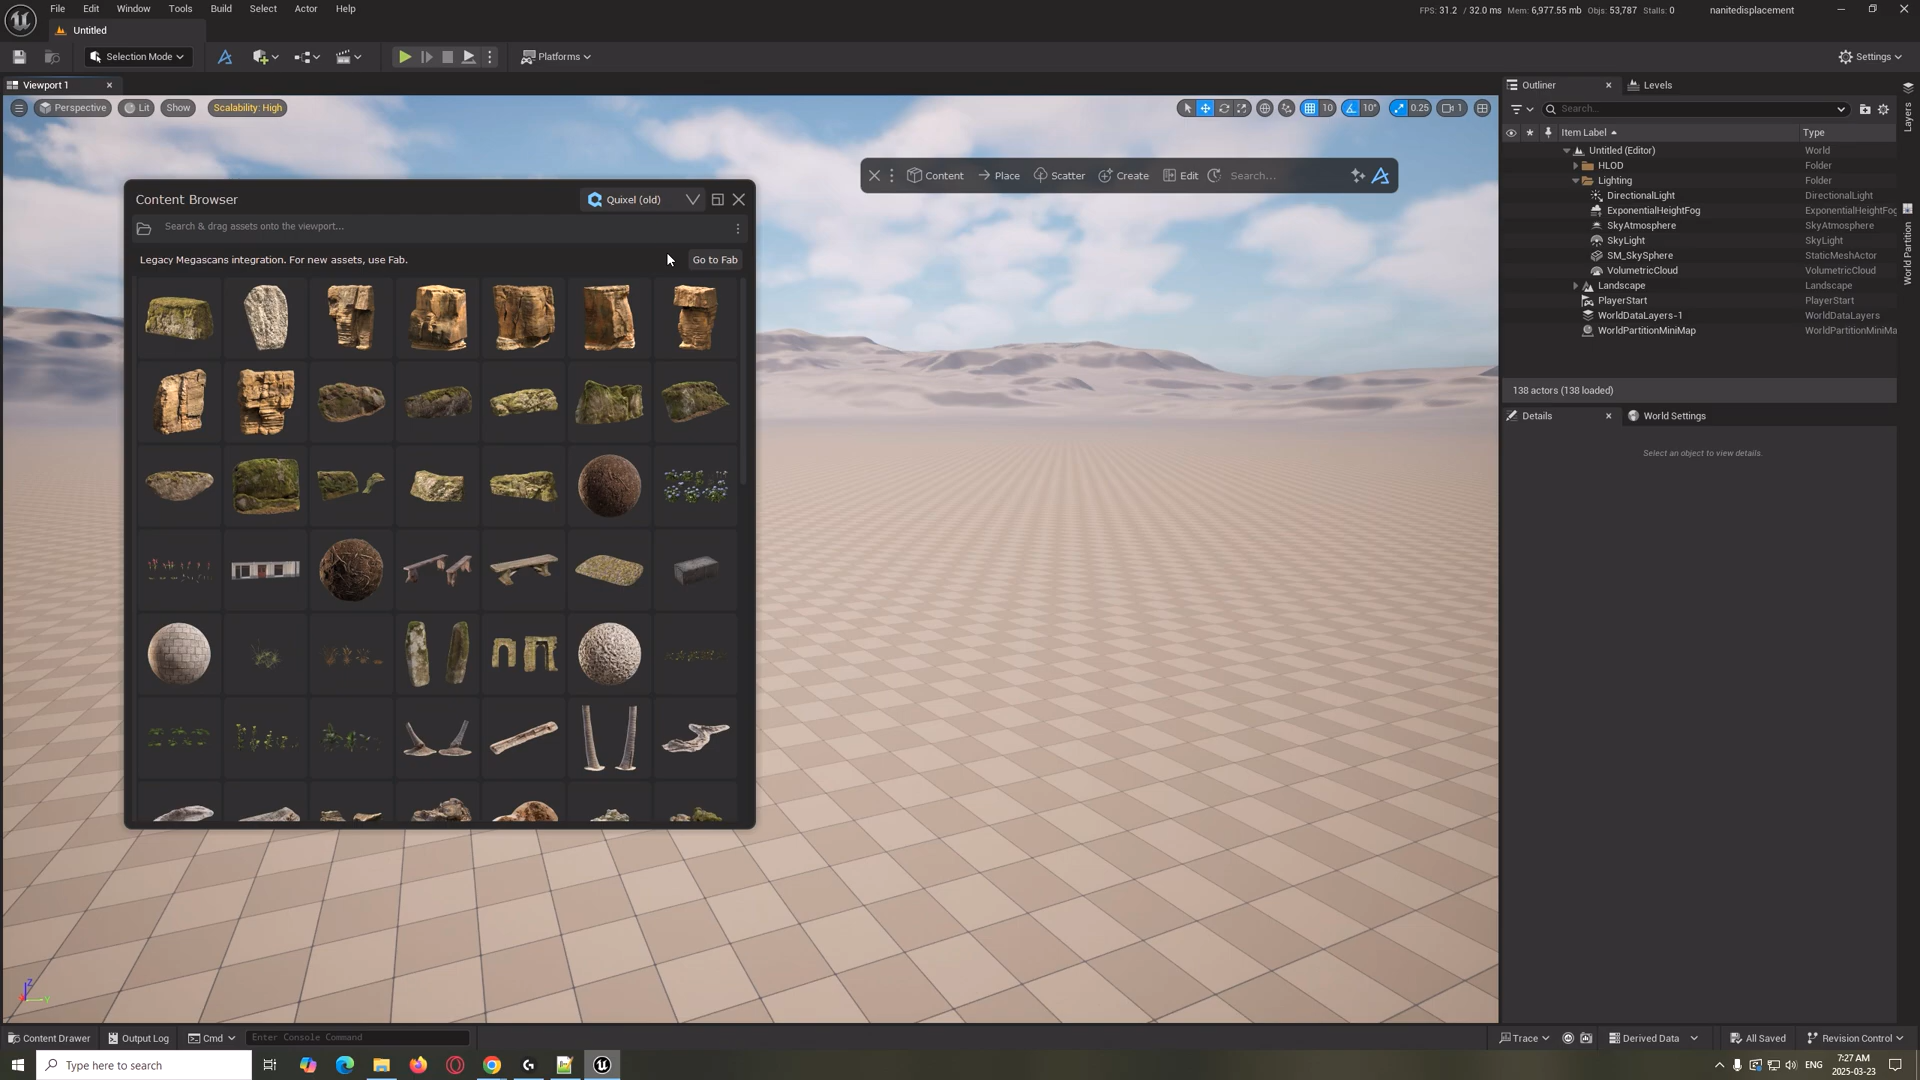 File Edit Window Tools Build Select Actor Help
FPS: 31.2 / 32.0 ms Mem: 6,977.55 mb Objs: 53,787 Stalls: 0 nanitedisplacement
Untitled
Selection Mode Platforms Settings
Viewport 1
Perspective Lit Show Scalability: High 10 10° 0.25 1
Content Place Scatter Create Edit Search...
Content Browser Quixel (old)
Search & drag assets onto the viewport...
Legacy Megascans integration. For new assets, use Fab. Go to Fab
Outliner Levels
Search...
Item Label Type
Untitled (Editor) World
HLOD Folder
Lighting Folder
DirectionalLight DirectionalLight
ExponentialHeightFog ExponentialHeightFog
SkyAtmosphere SkyAtmosphere
SkyLight SkyLight
SM_SkySphere StaticMeshActor
VolumetricCloud VolumetricCloud
Landscape Landscape
PlayerStart PlayerStart
WorldDataLayers-1 WorldDataLayers
WorldPartitionMiniMap WorldPartitionMiniMa
138 actors (138 loaded)
Details World Settings
Select an object to view details.
Layers
World Partition
Z
Y
Content Drawer Output Log Cmd Enter Console Command Trace Derived Data All Saved Revision Control
Type here to search ENG 7:27 AM
2025-03-23